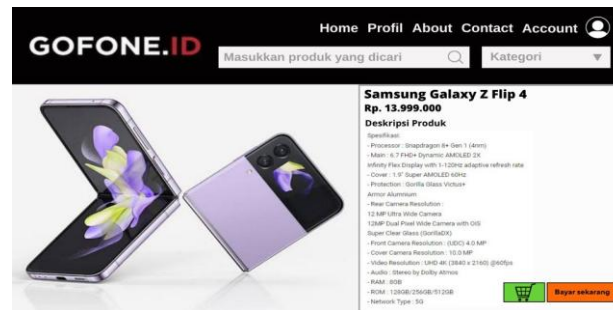 Home Profil About Contact Account
GOFONE.ID
Masukkan produk yang dicari
Kategori
Samsung Galaxy Z Flip 4
Rp. 13.999.000
Deskripsi Produk
Spesifikasi
- Processor : Snapdragon 8+ Gen 1 (4nm)
- Main : 6.7 FHD+ Dynamic AMOLED 2X
Infinity Flex Display with 1-120Hz adaptive refresh rate
- Cover : 1.9" Super AMOLED 60Hz
- Protection : Gorilla Glass Victus+
Armor Aluminium
- Rear Camera Resolution :
12 MP Ultra Wide Camera
12MP Dual Pixel Wide Camera with OIS
Super Clear Glass (GorillaDX)
- Front Camera Resolution : (UDC) 4.0 MP
- Cover Camera Resolution : 10.0 MP
- Video Resolution : UHD 4K (3840 x 2160) @60fps
- Audio : Stereo by Dolby Atmos
- RAM : 8GB
- ROM : 128GB/256GB/512GB
- Network Type : 5G
Bayar sekarang